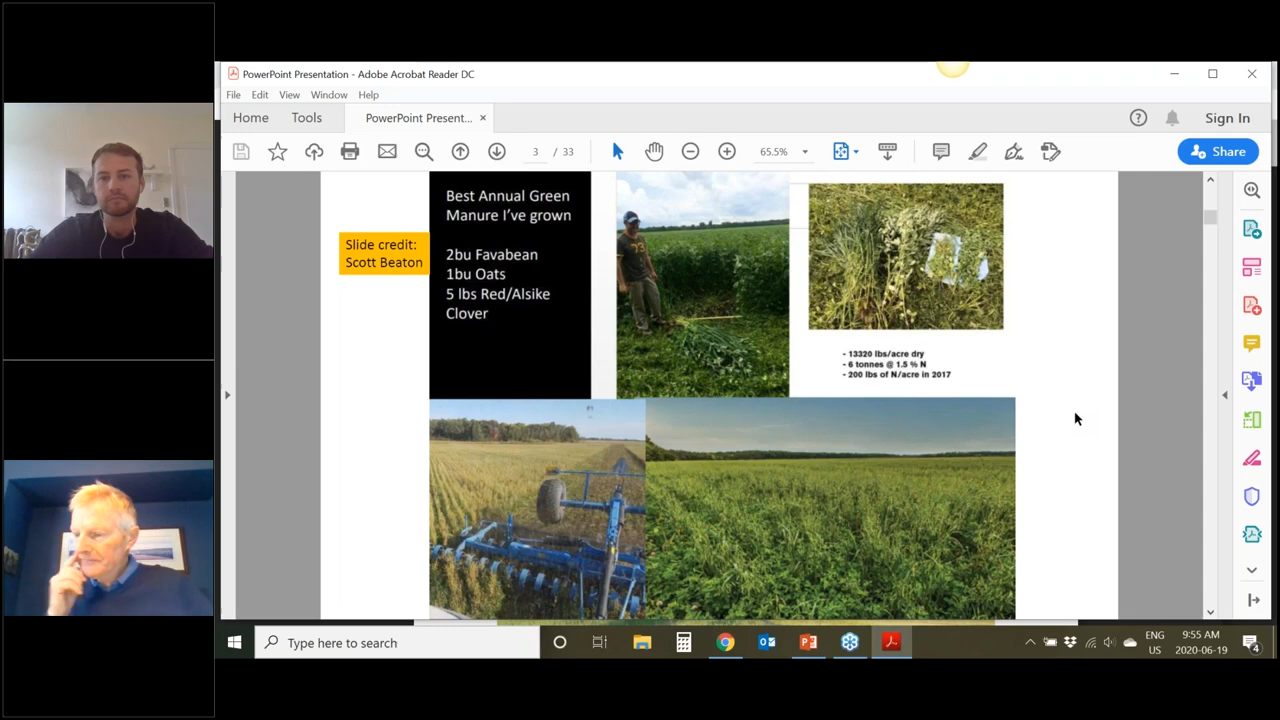 PowerPoint Presentation - Adobe Acrobat Reader DC
File Edit View Window Help
Home Tools PowerPoint Present... ×
Sign In
3 / 33
65.5%
Share
Slide credit:
Scott Beaton
Best Annual Green
Manure I've grown
2bu Favabean
1bu Oats
5 lbs Red/Alsike
Clover
- 13320 lbs/acre dry
- 6 tonnes @ 1.5 % N
- 200 lbs of N/acre in 2017
Type here to search
ENG
US
9:55 AM
2020-06-19
4